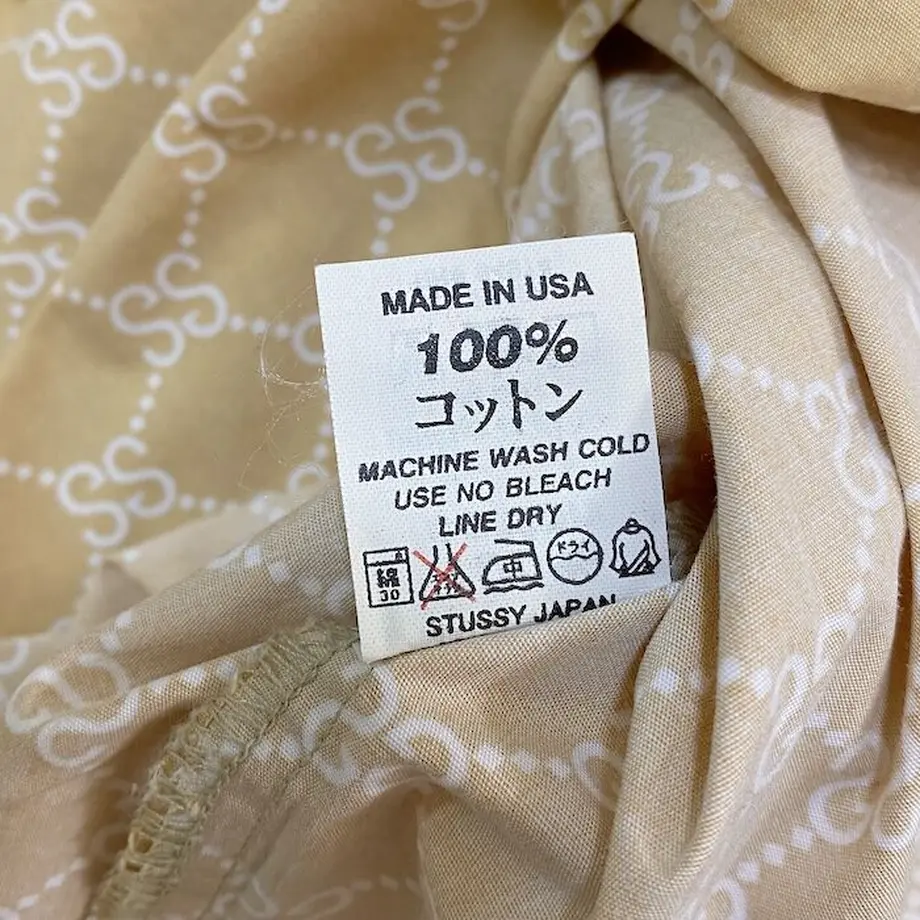 MADE IN USA
100%
コットン
MACHINE WASH COLD
USE NO BLEACH
LINE DRY
30 中 ドライ
STUSSY JAPAN